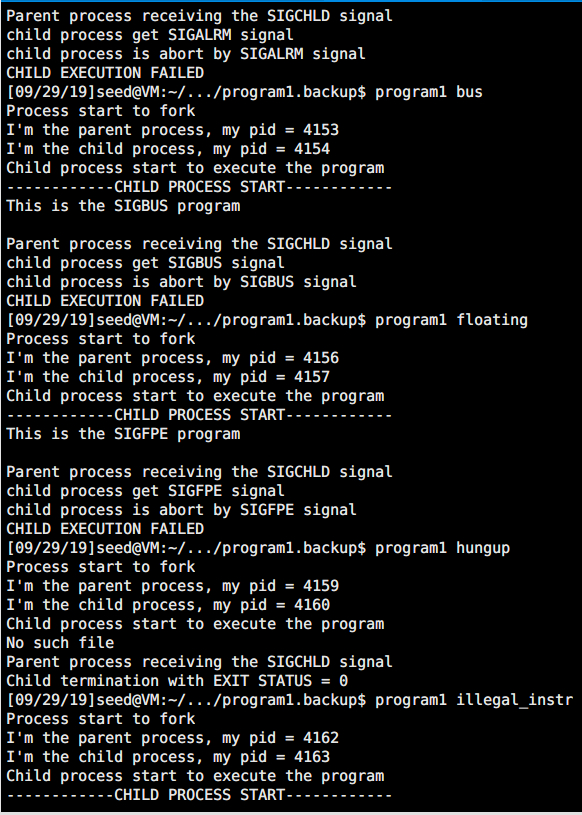 Parent process receiving the SIGCHLD signal
child process get SIGALRM signal
child process is abort by SIGALRM signal
CHILD EXECUTION FAILED
[09/29/19]seed@VM:~/.../program1.backup$ program1 bus
Process start to fork
I'm the parent process, my pid = 4153
I'm the child process, my pid = 4154
Child process start to execute the program
------------CHILD PROCESS START------------
This is the SIGBUS program

Parent process receiving the SIGCHLD signal
child process get SIGBUS signal
child process is abort by SIGBUS signal
CHILD EXECUTION FAILED
[09/29/19]seed@VM:~/.../program1.backup$ program1 floating
Process start to fork
I'm the parent process, my pid = 4156
I'm the child process, my pid = 4157
Child process start to execute the program
------------CHILD PROCESS START------------
This is the SIGFPE program

Parent process receiving the SIGCHLD signal
child process get SIGFPE signal
child process is abort by SIGFPE signal
CHILD EXECUTION FAILED
[09/29/19]seed@VM:~/.../program1.backup$ program1 hungup
Process start to fork
I'm the parent process, my pid = 4159
I'm the child process, my pid = 4160
Child process start to execute the program
No such file
Parent process receiving the SIGCHLD signal
Child termination with EXIT STATUS = 0
[09/29/19]seed@VM:~/.../program1.backup$ program1 illegal_instr
Process start to fork
I'm the parent process, my pid = 4162
I'm the child process, my pid = 4163
Child process start to execute the program
------------CHILD PROCESS START------------